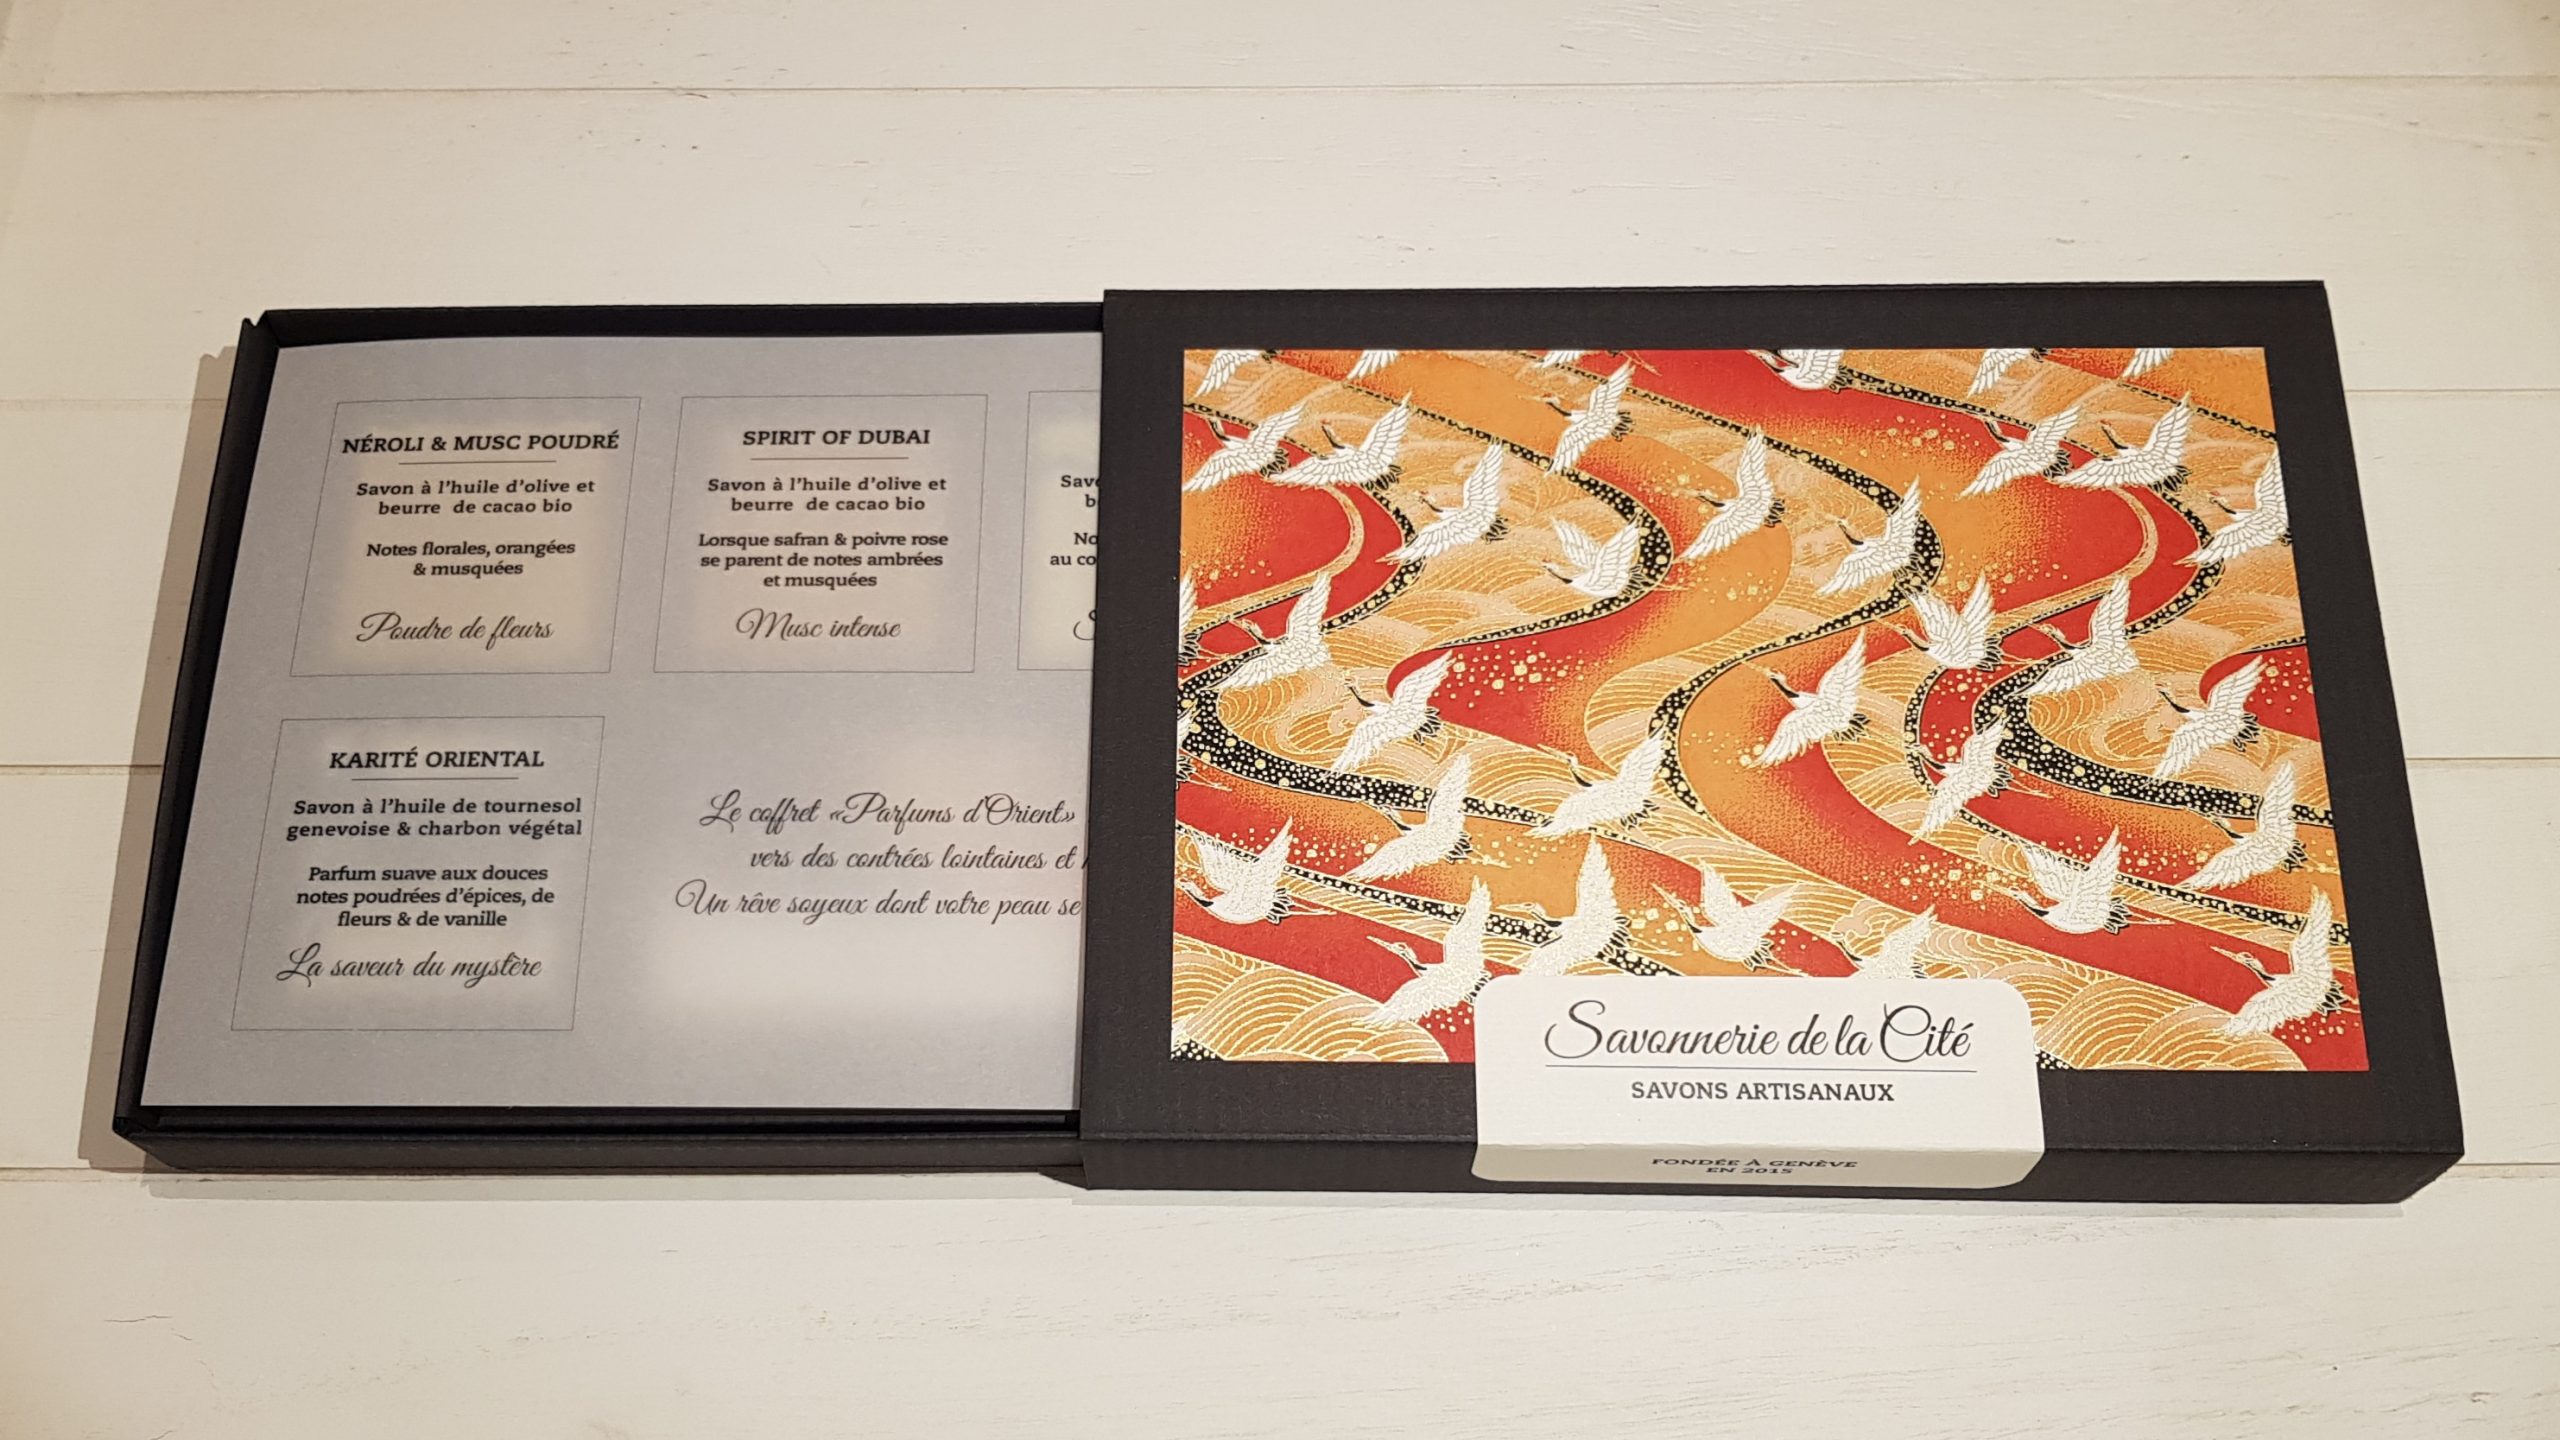 NÉROLI & MUSC POUDRÉ
Savon à l'huile d'olive et
beurre de cacao bio
Notes florales, orangées
& musquées
Poudre de fleurs
SPIRIT OF DUBAI
Savon à l'huile d'olive et
beurre de cacao bio
Lorsque safran & poivre rose
se parent de notes ambrées
et musquées
Musc intense
au
KARITÉ ORIENTAL
Savon à l'huile de tournesol
genevoise & charbon végétal
Parfum suave aux douces
notes poudrées d'épices, de
fleurs & de vanille
La saveur du mystère
Le coffret «Parfums d'Orient»
vers des contrées lointaines et
Un rêve soyeux dont votre peau se
Savonnerie de la Cité
SAVONS ARTISANAUX
FONDÉE À GENÈVE
EN 2015